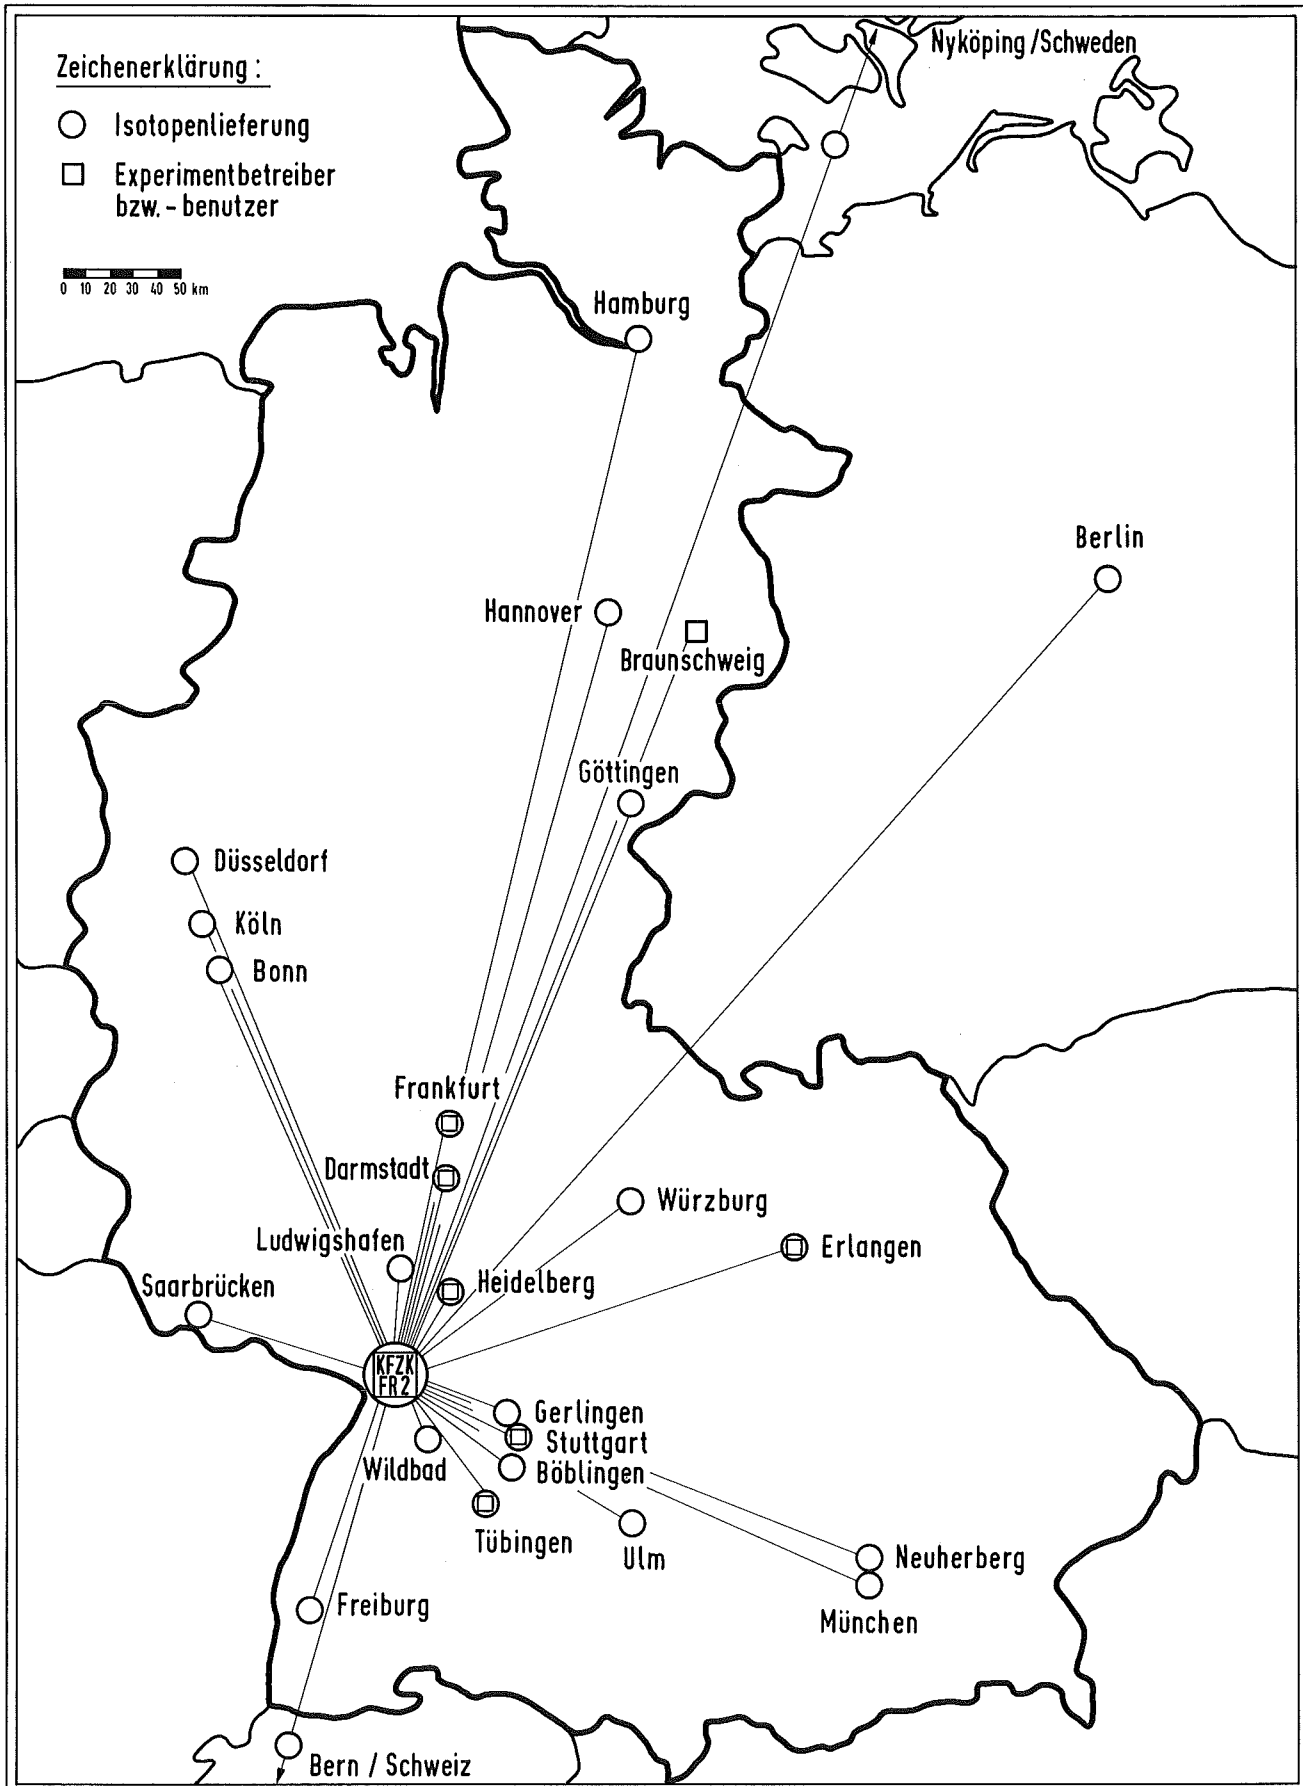 Zeichenerklärung :
Isotopenlieferung
Experimentbetreiber
bzw. - benutzer
0 10 20 30 40 50 km
Nyköping / Schweden
Hamburg
Berlin
Hannover
Braunschweig
Göttingen
Düsseldorf
Köln
Bonn
Frankfurt
Darmstadt
Würzburg
Ludwigshafen
Erlangen
Saarbrücken
Heidelberg
KFZK
FR2
Gerlingen
Stuttgart
Wildbad
Böblingen
Tübingen
Ulm
Neuherberg
Freiburg
München
Bern / Schweiz